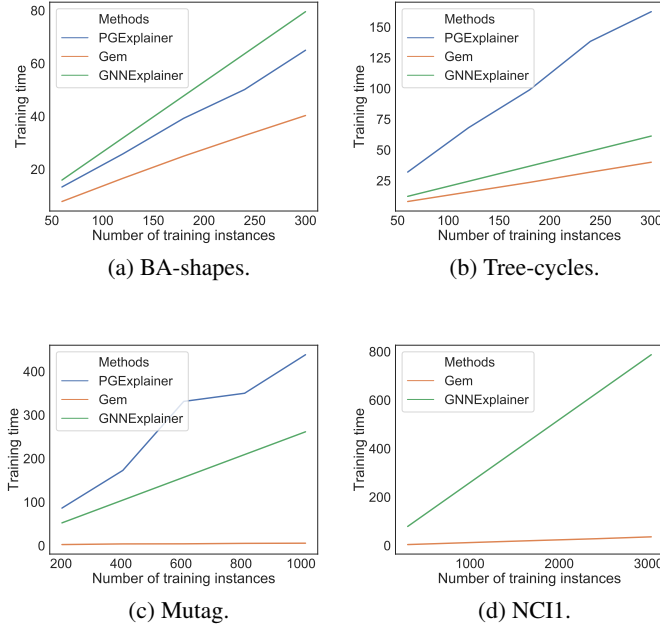 80
60
40
20
Training time
Methods
PGExplainer
Gem
GNNExplainer
50 100 150 200 250 300
Number of training instances
(a) BA-shapes.
150
125
100
75
50
25
Training time
Methods
PGExplainer
Gem
GNNExplainer
50 100 150 200 250 300
Number of training instances
(b) Tree-cycles.
400
300
200
100
0
Training time
Methods
PGExplainer
Gem
GNNExplainer
200 400 600 800 1000
Number of training instances
(c) Mutag.
800
600
400
200
0
Training time
Methods
Gem
GNNExplainer
1000 2000 3000
Number of training instances
(d) NCI1.